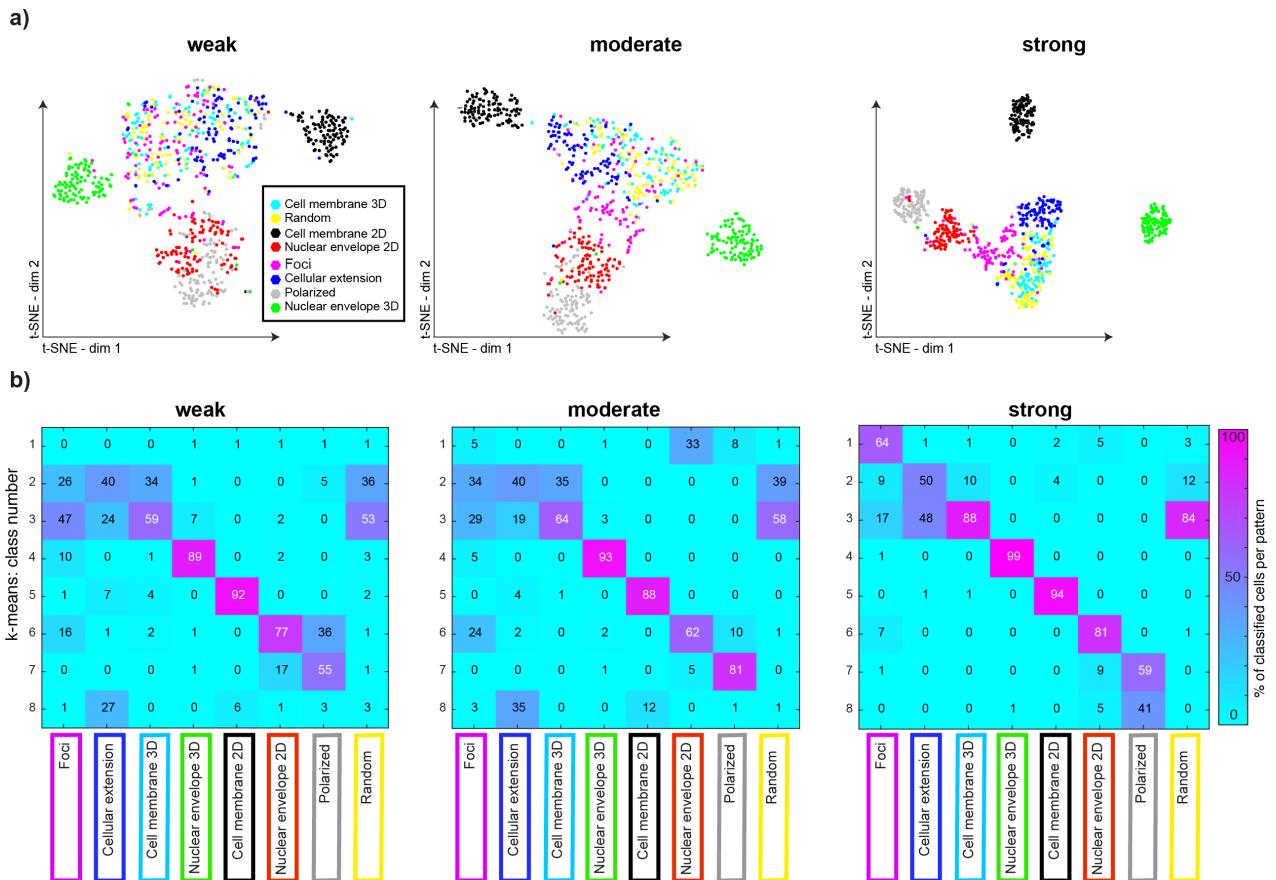 a)
weak
moderate
strong
t-SNE - dim 2
t-SNE - dim 1
Cell membrane 3D
Random
Cell membrane 2D
Nuclear envelope 2D
Foci
Cellular extension
Polarized
Nuclear envelope 3D
t-SNE - dim 2
t-SNE - dim 1
t-SNE - dim 2
t-SNE - dim 1
b)
weak
moderate
strong
k-means: class number
1 0 0 0 1 1 1 1 1
2 26 40 34 1 0 0 5 36
3 47 24 59 7 0 2 0 53
4 10 0 1 89 0 2 0 3
5 1 7 4 0 92 0 0 2
6 16 1 2 1 0 77 36 1
7 0 0 0 1 0 17 55 1
8 1 27 0 0 6 1 3 3
Foci
Cellular extension
Cell membrane 3D
Nuclear envelope 3D
Cell membrane 2D
Nuclear envelope 2D
Polarized
Random
1 5 0 0 1 0 33 8 1
2 34 40 35 0 0 0 0 39
3 29 19 64 3 0 0 0 58
4 5 0 0 93 0 0 0 0
5 0 4 1 0 88 0 0 0
6 24 2 0 2 0 62 10 1
7 0 0 0 1 0 5 81 0
8 3 35 0 0 12 0 1 1
Foci
Cellular extension
Cell membrane 3D
Nuclear envelope 3D
Cell membrane 2D
Nuclear envelope 2D
Polarized
Random
1 64 1 1 0 2 5 0 3
2 9 50 10 0 4 0 0 12
3 17 48 88 0 0 0 0 84
4 1 0 0 99 0 0 0 0
5 0 1 1 0 94 0 0 0
6 7 0 0 0 0 81 0 1
7 1 0 0 0 0 9 59 0
8 0 0 0 1 0 5 41 0
Foci
Cellular extension
Cell membrane 3D
Nuclear envelope 3D
Cell membrane 2D
Nuclear envelope 2D
Polarized
Random
100
50
0
% of classified cells per pattern